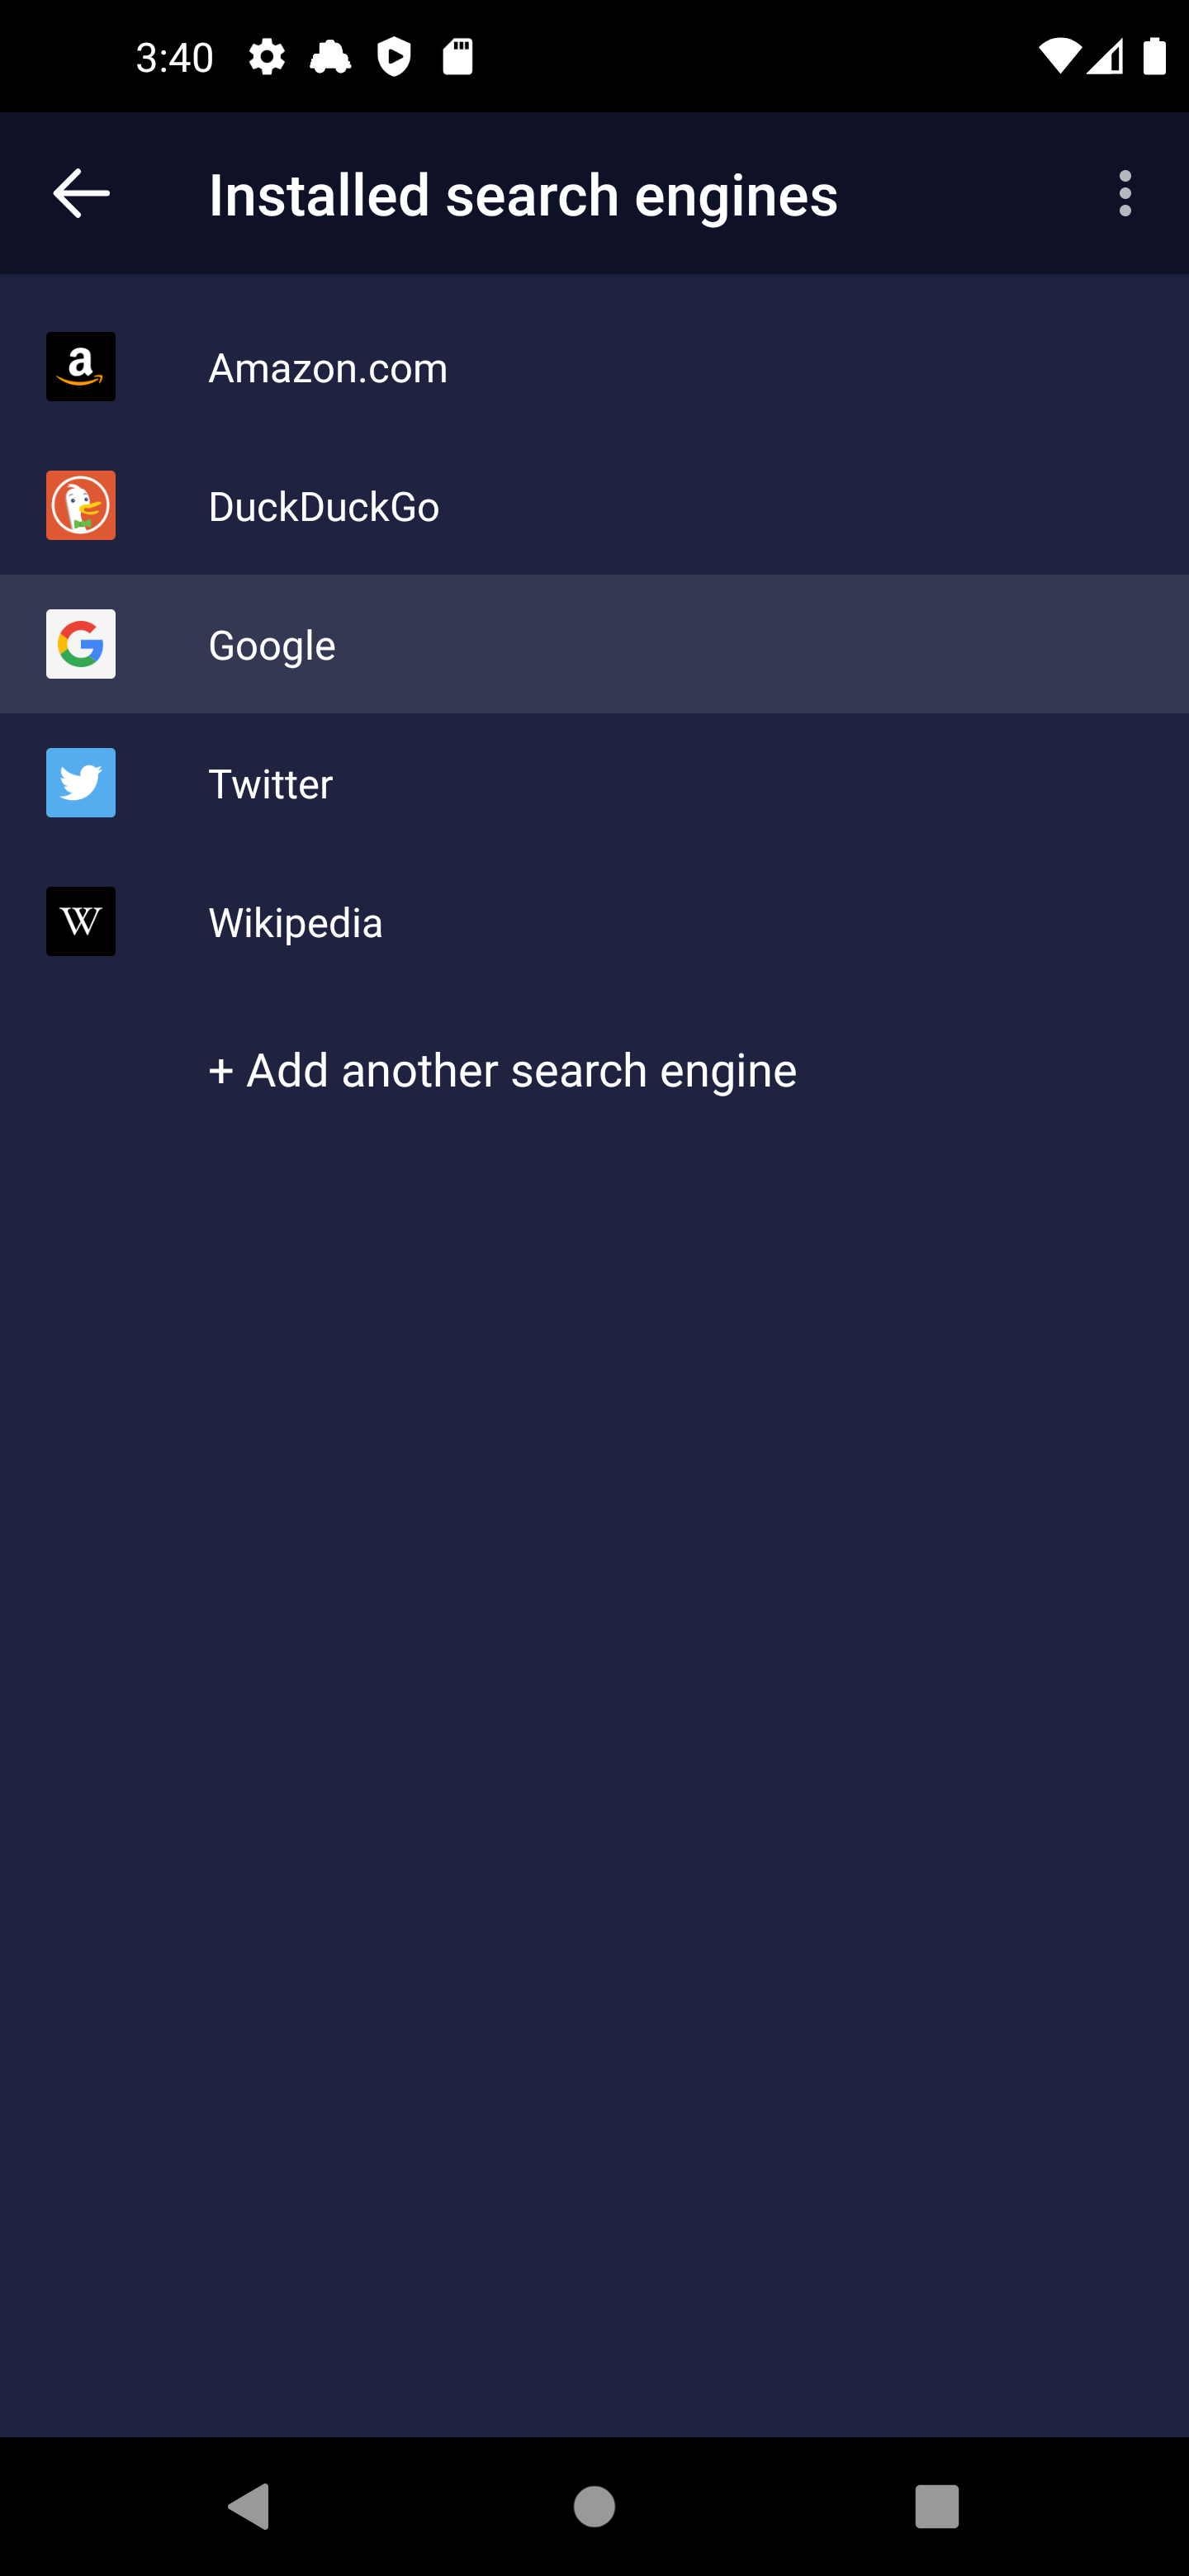 3:40
Installed search engines
Amazon.com
DuckDuckGo
Google
Twitter
Wikipedia
+ Add another search engine